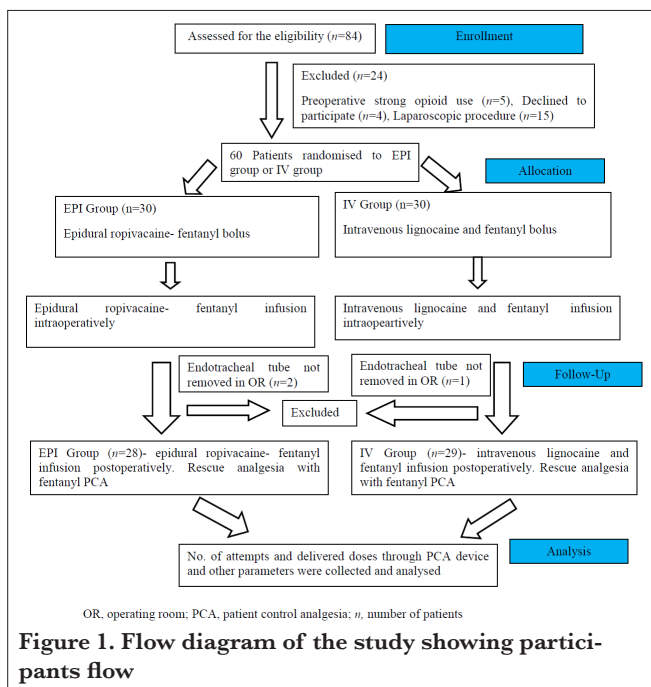 Assessed for the eligibility (n=84)
Enrollment
Excluded (n=24)
Preoperative strong opioid use (n=5), Declined to
participate (n=4), Laparoscopic procedure (n=15)
60 Patients randomised to EPI
group or IV group
Allocation
EPI Group (n=30)
Epidural ropivacaine- fentanyl bolus
IV Group (n=30)
Intravenous lignocaine and fentanyl bolus
Epidural ropivacaine- fentanyl infusion
intraoperatively
Intravenous lignocaine and fentanyl infusion
intraopeartively
Endotracheal tube not
removed in OR (n=2)
Endotracheal tube not
removed in OR (n=1)
Follow-Up
Excluded
EPI Group (n=28)- epidural ropivacaine- fentanyl
infusion postoperatively. Rescue analgesia with
fentanyl PCA
IV Group (n=29)- intravenous lignocaine and
fentanyl infusion postoperatively. Rescue analgesia
with fentanyl PCA
No. of attempts and delivered doses through PCA device
and other parameters were collected and analysed
Analysis
OR, operating room; PCA, patient control analgesia; n, number of patients
Figure 1. Flow diagram of the study showing partici-
pants flow